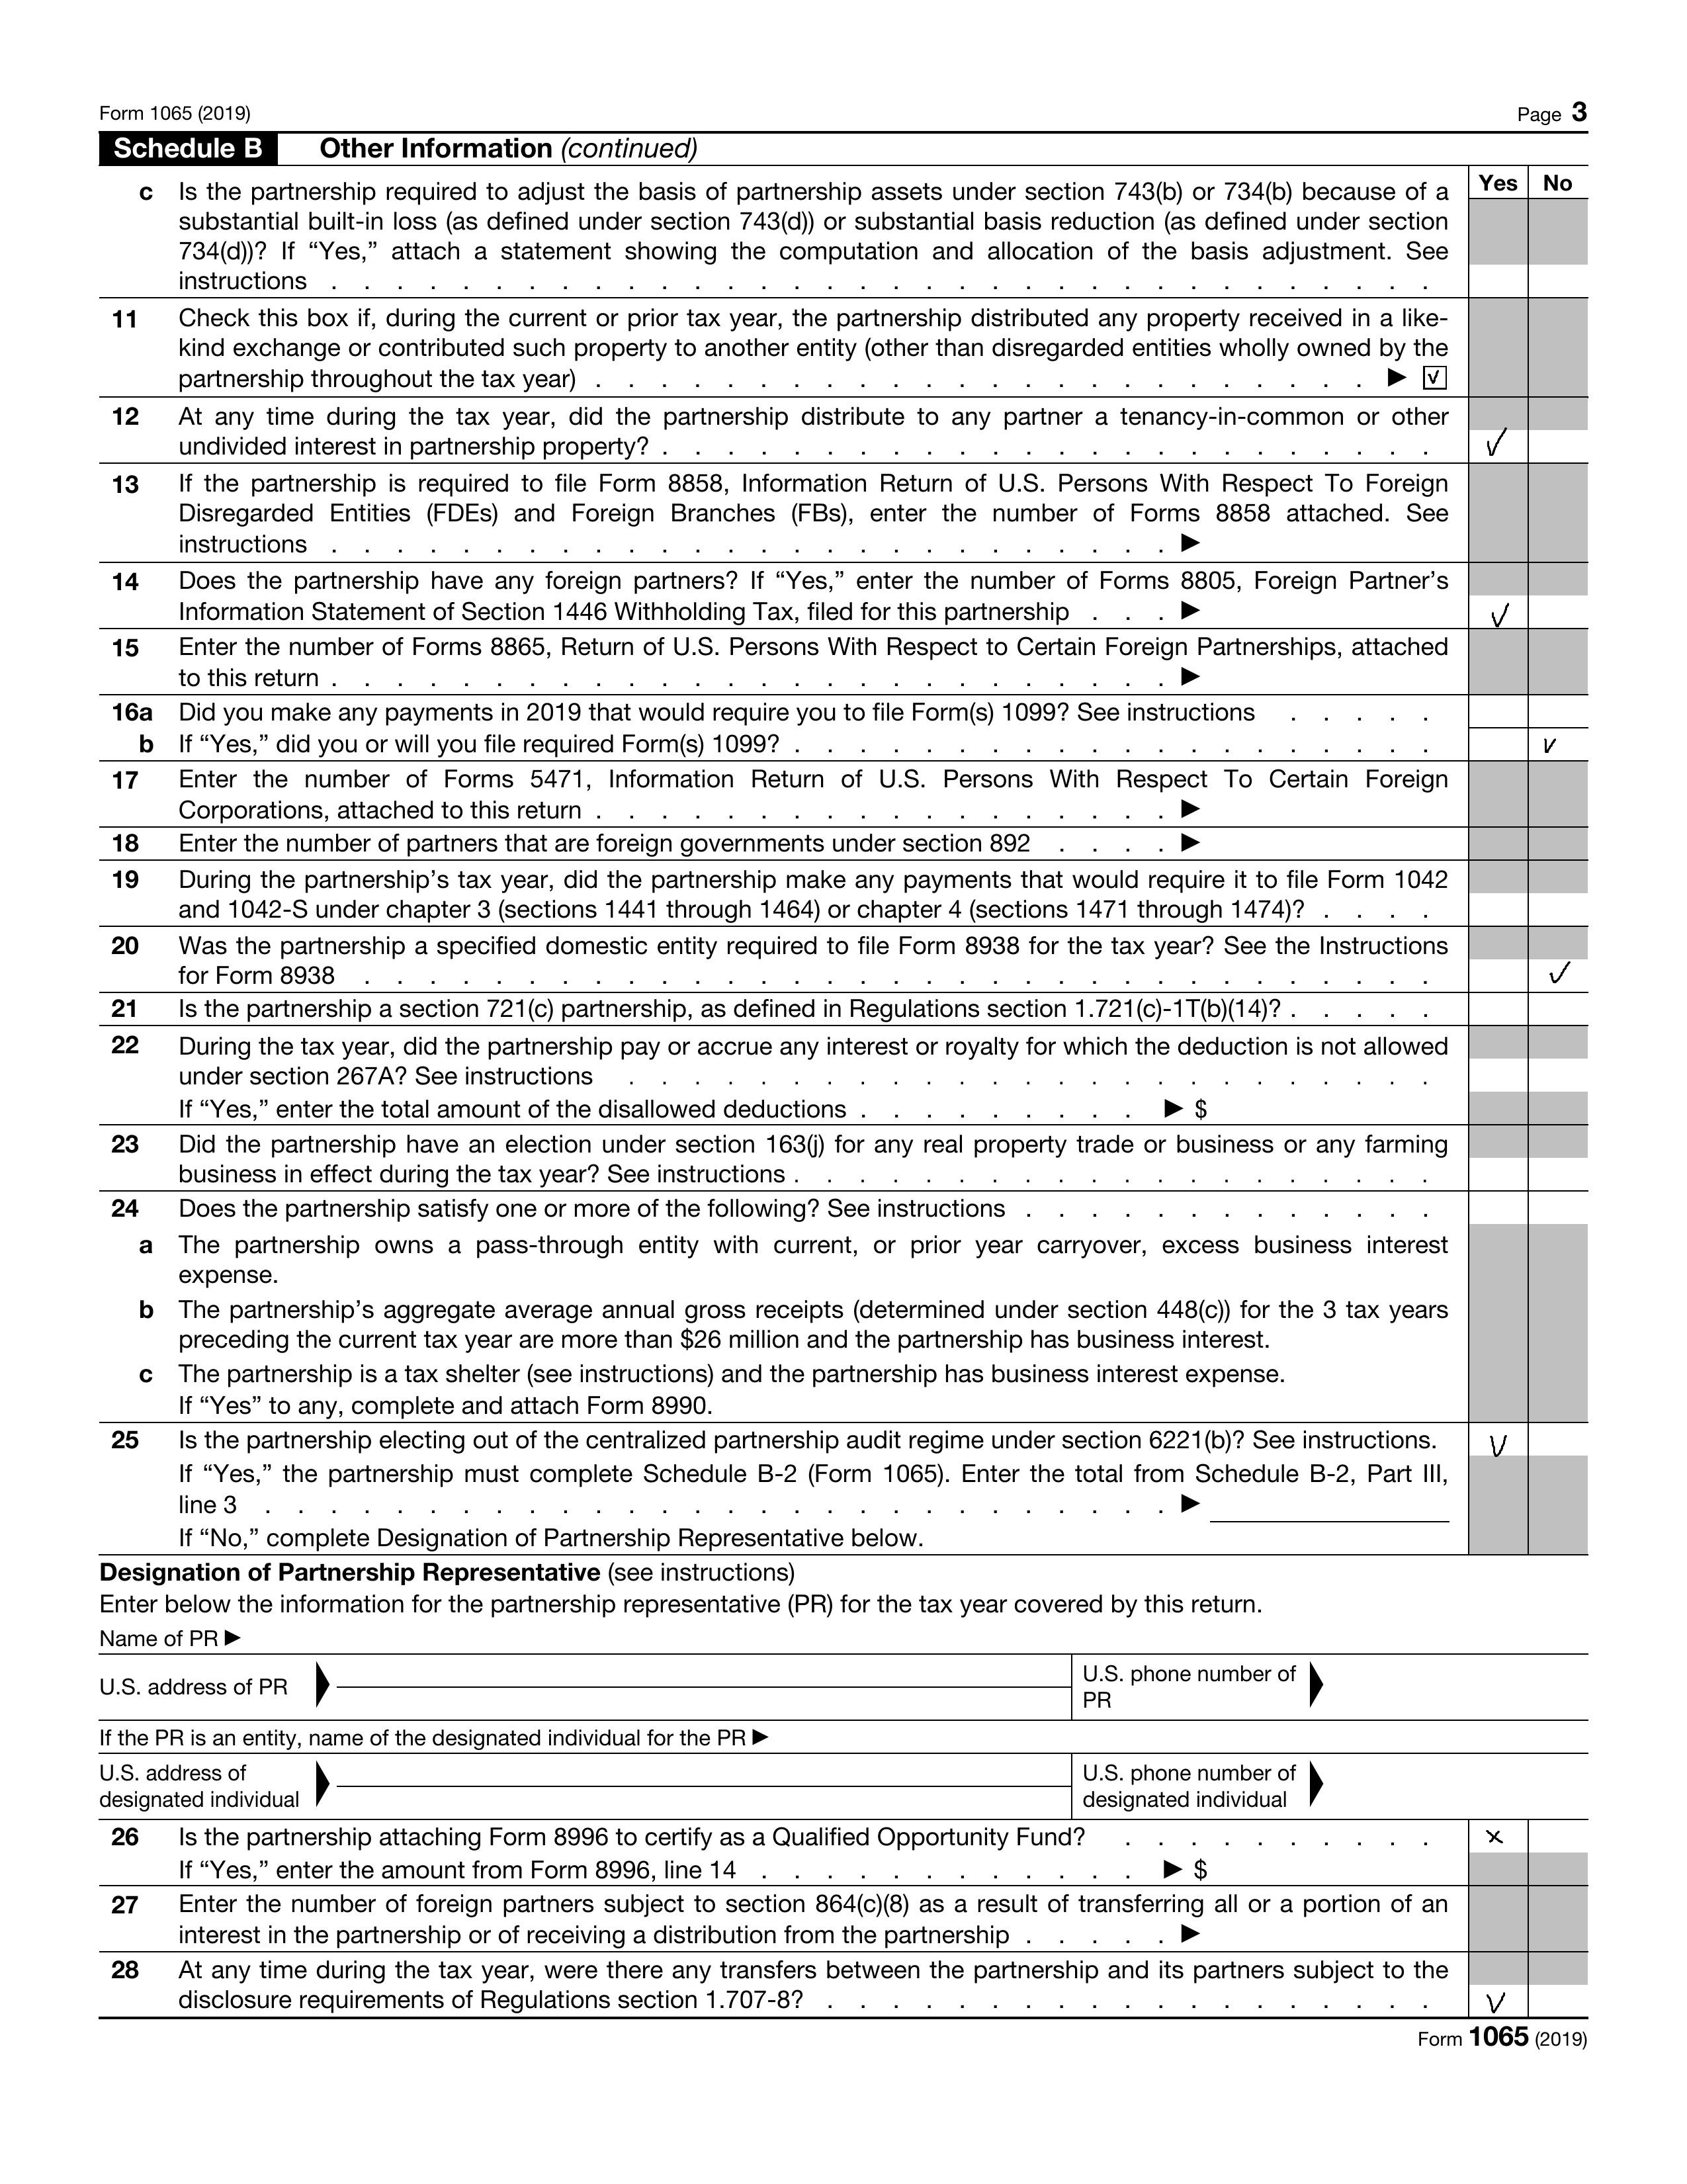 Form 1065 (2019) Page 3
Schedule B Other Information (continued)
Yes No
c Is the partnership required to adjust the basis of partnership assets under section 743(b) or 734(b) because of a
substantial built-in loss (as defined under section 743(d)) or substantial basis reduction (as defined under section
734(d))? If “Yes,” attach a statement showing the computation and allocation of the basis adjustment. See
instructions . . . . . . . . . . . . . . . . . . . . . . . . . . . . . . . . . .
11 Check this box if, during the current or prior tax year, the partnership distributed any property received in a like-
kind exchange or contributed such property to another entity (other than disregarded entities wholly owned by the
partnership throughout the tax year) . . . . . . . . . . . . . . . . . . . . . . . . ▶ ☑
12 At any time during the tax year, did the partnership distribute to any partner a tenancy-in-common or other
undivided interest in partnership property? . . . . . . . . . . . . . . . . . . . . . . . . ✓
13 If the partnership is required to file Form 8858, Information Return of U.S. Persons With Respect To Foreign
Disregarded Entities (FDEs) and Foreign Branches (FBs), enter the number of Forms 8858 attached. See
instructions . . . . . . . . . . . . . . . . . . . . . . . . . . ▶
14 Does the partnership have any foreign partners? If “Yes,” enter the number of Forms 8805, Foreign Partner’s
Information Statement of Section 1446 Withholding Tax, filed for this partnership . . . ▶ ✓
15 Enter the number of Forms 8865, Return of U.S. Persons With Respect to Certain Foreign Partnerships, attached
to this return . . . . . . . . . . . . . . . . . . . . . . . . . . ▶
16a Did you make any payments in 2019 that would require you to file Form(s) 1099? See instructions . . . . .
b If “Yes,” did you or will you file required Form(s) 1099? . . . . . . . . . . . . . . . . . . . . ✓
17 Enter the number of Forms 5471, Information Return of U.S. Persons With Respect To Certain Foreign
Corporations, attached to this return . . . . . . . . . . . . . . . . . . ▶
18 Enter the number of partners that are foreign governments under section 892 . . . . ▶
19 During the partnership’s tax year, did the partnership make any payments that would require it to file Form 1042
and 1042-S under chapter 3 (sections 1441 through 1464) or chapter 4 (sections 1471 through 1474)? . . . .
20 Was the partnership a specified domestic entity required to file Form 8938 for the tax year? See the Instructions
for Form 8938 . . . . . . . . . . . . . . . . . . . . . . . . . . . . . . . . . ✓
21 Is the partnership a section 721(c) partnership, as defined in Regulations section 1.721(c)-1T(b)(14)? . . . . .
22 During the tax year, did the partnership pay or accrue any interest or royalty for which the deduction is not allowed
under section 267A? See instructions . . . . . . . . . . . . . . . . . . . . . . . . .
If “Yes,” enter the total amount of the disallowed deductions . . . . . . . . . ▶ $
23 Did the partnership have an election under section 163(j) for any real property trade or business or any farming
business in effect during the tax year? See instructions . . . . . . . . . . . . . . . . . . . .
24 Does the partnership satisfy one or more of the following? See instructions . . . . . . . . . . . . .
a The partnership owns a pass-through entity with current, or prior year carryover, excess business interest
expense.
b The partnership’s aggregate average annual gross receipts (determined under section 448(c)) for the 3 tax years
preceding the current tax year are more than $26 million and the partnership has business interest.
c The partnership is a tax shelter (see instructions) and the partnership has business interest expense.
If “Yes” to any, complete and attach Form 8990.
25 Is the partnership electing out of the centralized partnership audit regime under section 6221(b)? See instructions. ✓
If “Yes,” the partnership must complete Schedule B-2 (Form 1065). Enter the total from Schedule B-2, Part III,
line 3 . . . . . . . . . . . . . . . . . . . . . . . . . . . . ▶
If “No,” complete Designation of Partnership Representative below.
Designation of Partnership Representative (see instructions)
Enter below the information for the partnership representative (PR) for the tax year covered by this return.
Name of PR ▶
U.S. address of PR
U.S. phone number of
PR
If the PR is an entity, name of the designated individual for the PR ▶
U.S. address of
designated individual
U.S. phone number of
designated individual
26 Is the partnership attaching Form 8996 to certify as a Qualified Opportunity Fund? . . . . . . . . . . ×
If “Yes,” enter the amount from Form 8996, line 14 . . . . . . . . . . . . ▶ $
27 Enter the number of foreign partners subject to section 864(c)(8) as a result of transferring all or a portion of an
interest in the partnership or of receiving a distribution from the partnership . . . . . ▶
28 At any time during the tax year, were there any transfers between the partnership and its partners subject to the
disclosure requirements of Regulations section 1.707-8? . . . . . . . . . . . . . . . . . . . ✓
Form 1065 (2019)